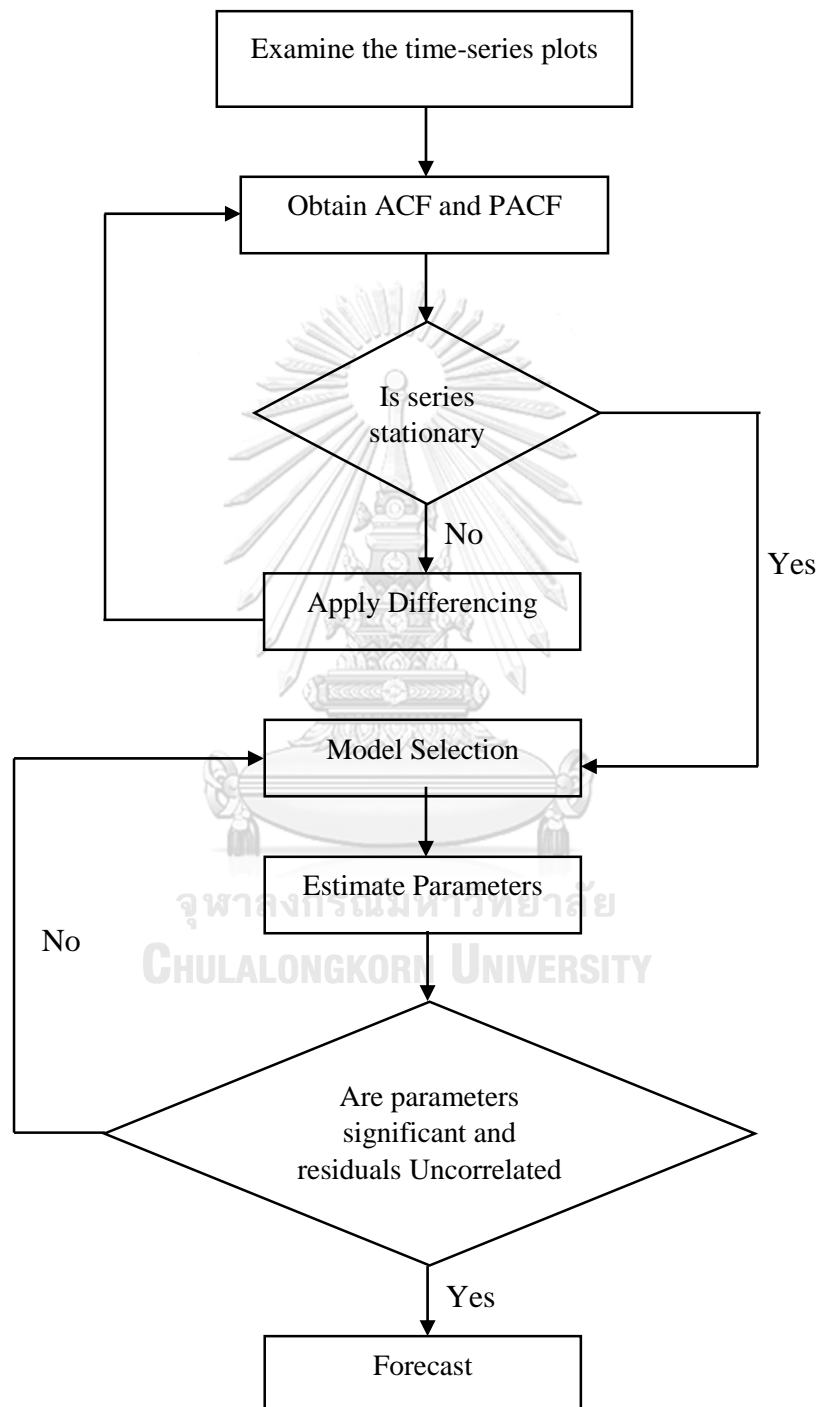 Examine the time-series plots
Obtain ACF and PACF
Is series
stationary
No
Yes
Apply Differencing
Model Selection
Estimate Parameters
จุฬาลงกรณ์มหาวิทยาลัย
No
CHULALONGKORN UNIVERSITY
Are parameters
significant and
residuals Uncorrelated
Yes
Forecast